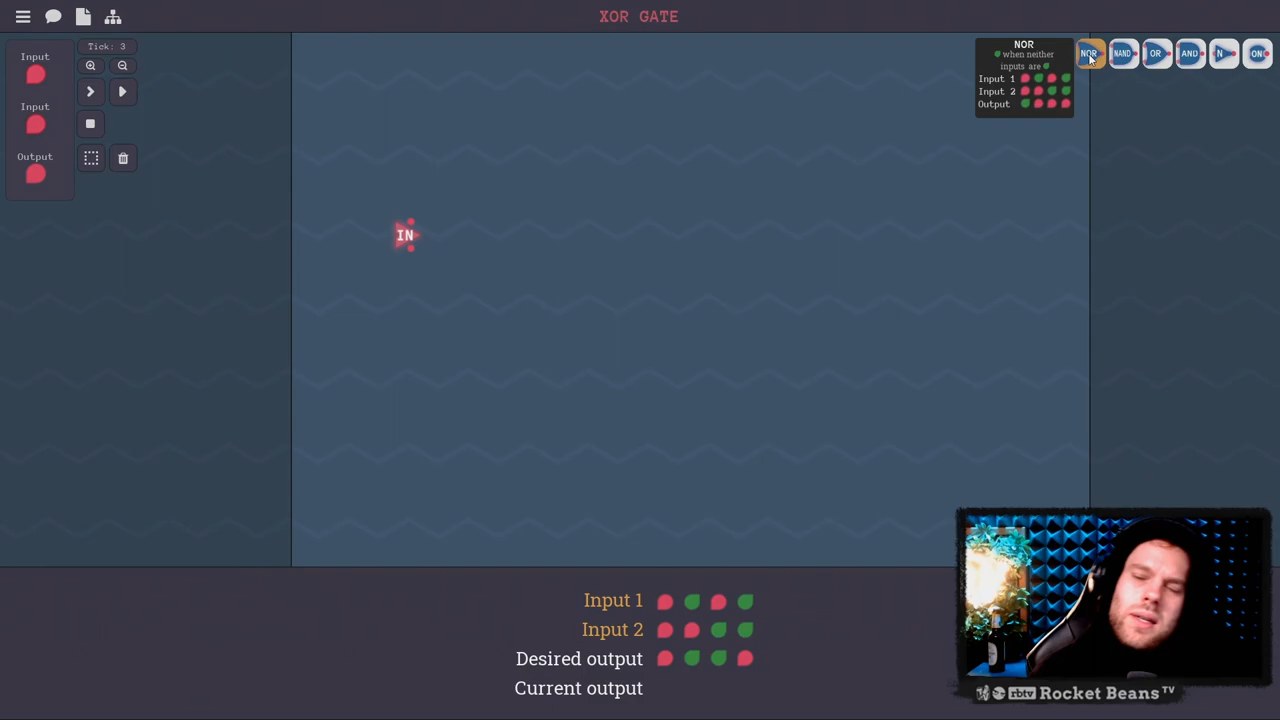 XOR GATE
Input
Input
Output
Tick: 3
NOR
when neither
inputs are
Input 1
Input 2
Output
NOR
NAND
OR
AND
N
ON
IN
Input 1
Input 2
Desired output
Current output
rbtv Rocket Beans TV